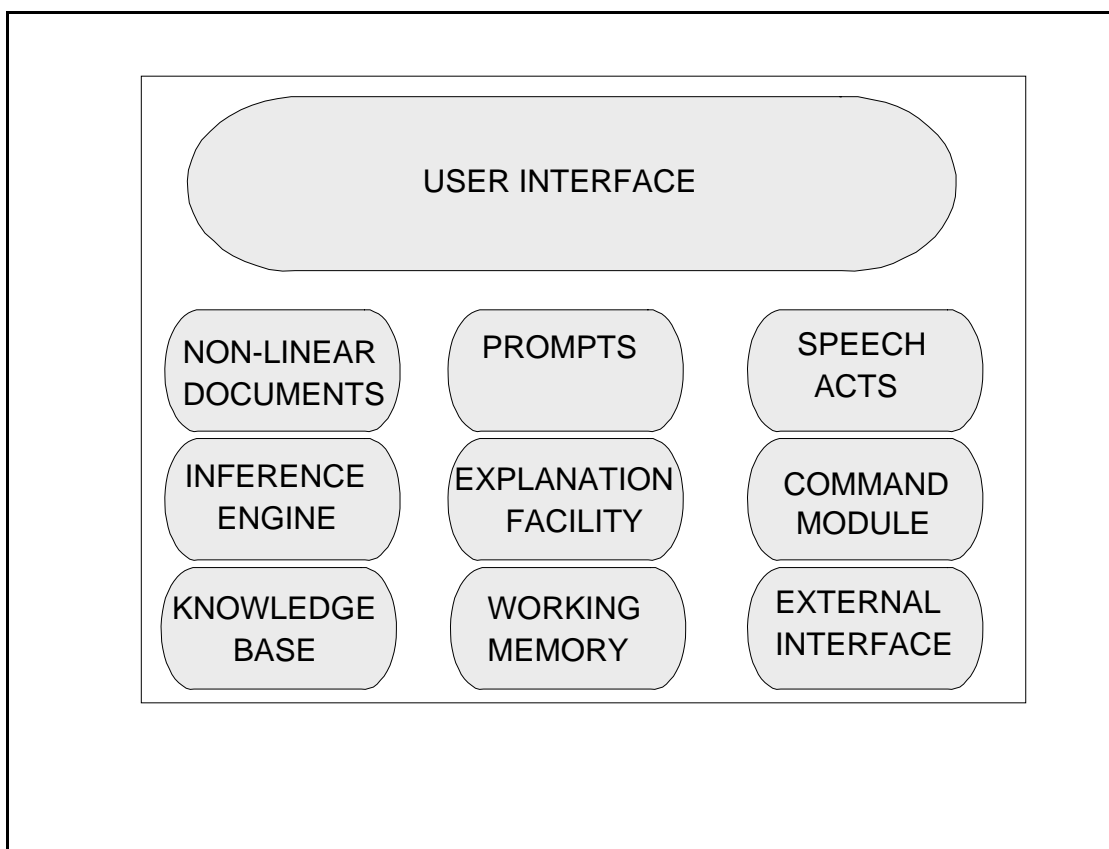 USER INTERFACE
NON-LINEAR
DOCUMENTS
PROMPTS
SPEECH
ACTS
INFERENCE
ENGINE
EXPLANATION
FACILITY
COMMAND
MODULE
KNOWLEDGE
BASE
WORKING
MEMORY
EXTERNAL
INTERFACE